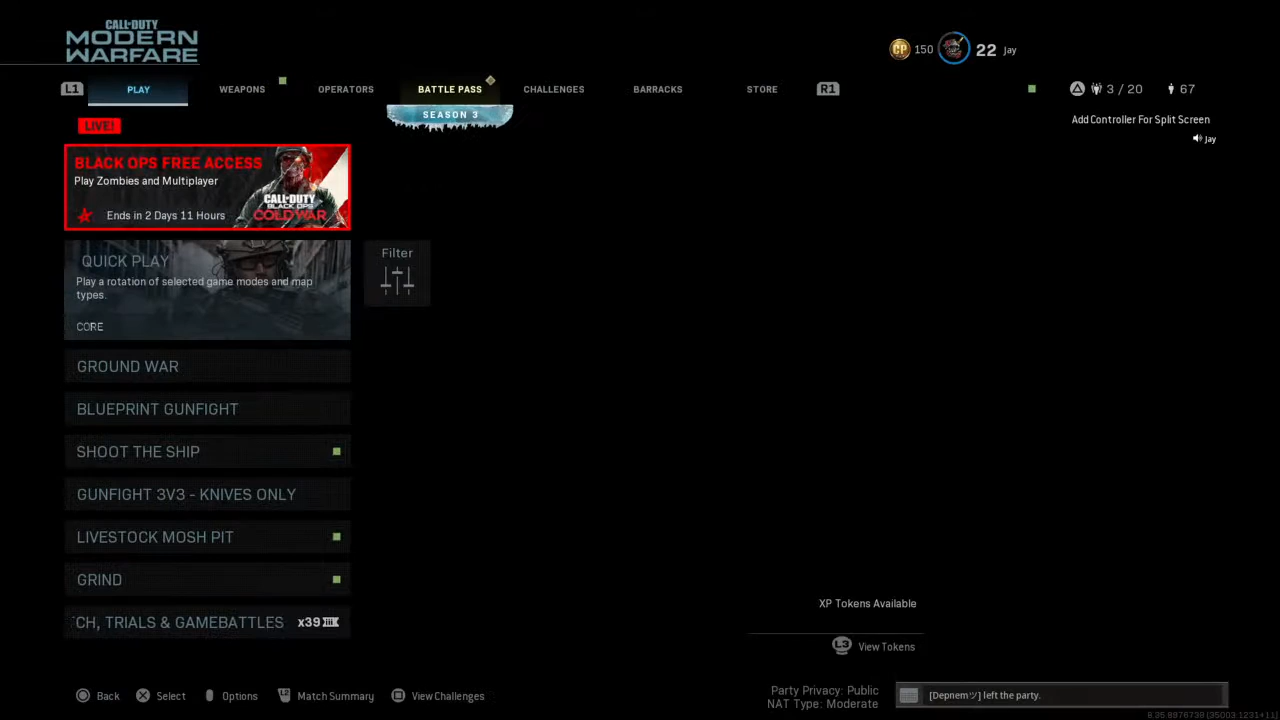 CALL OF DUTY
MODERN
WARFARE
CP 150 22 Jay
L1 PLAY WEAPONS OPERATORS BATTLE PASS CHALLENGES BARRACKS STORE R1 3 / 20 67
SEASON 3
Add Controller For Split Screen
Jay
LIVE!
BLACK OPS FREE ACCESS
Play Zombies and Multiplayer
CALL OF DUTY
BLACK OPS
COLD WAR
Ends in 2 Days 11 Hours
QUICK PLAY
Play a rotation of selected game modes and map
types.
CORE
Filter
GROUND WAR
BLUEPRINT GUNFIGHT
SHOOT THE SHIP
GUNFIGHT 3V3 - KNIVES ONLY
LIVESTOCK MOSH PIT
GRIND
CH, TRIALS & GAMEBATTLES x39
XP Tokens Available
L3 View Tokens
Back Select Options L2 Match Summary View Challenges
Party Privacy: Public
NAT Type: Moderate
[Depnemツ] left the party.